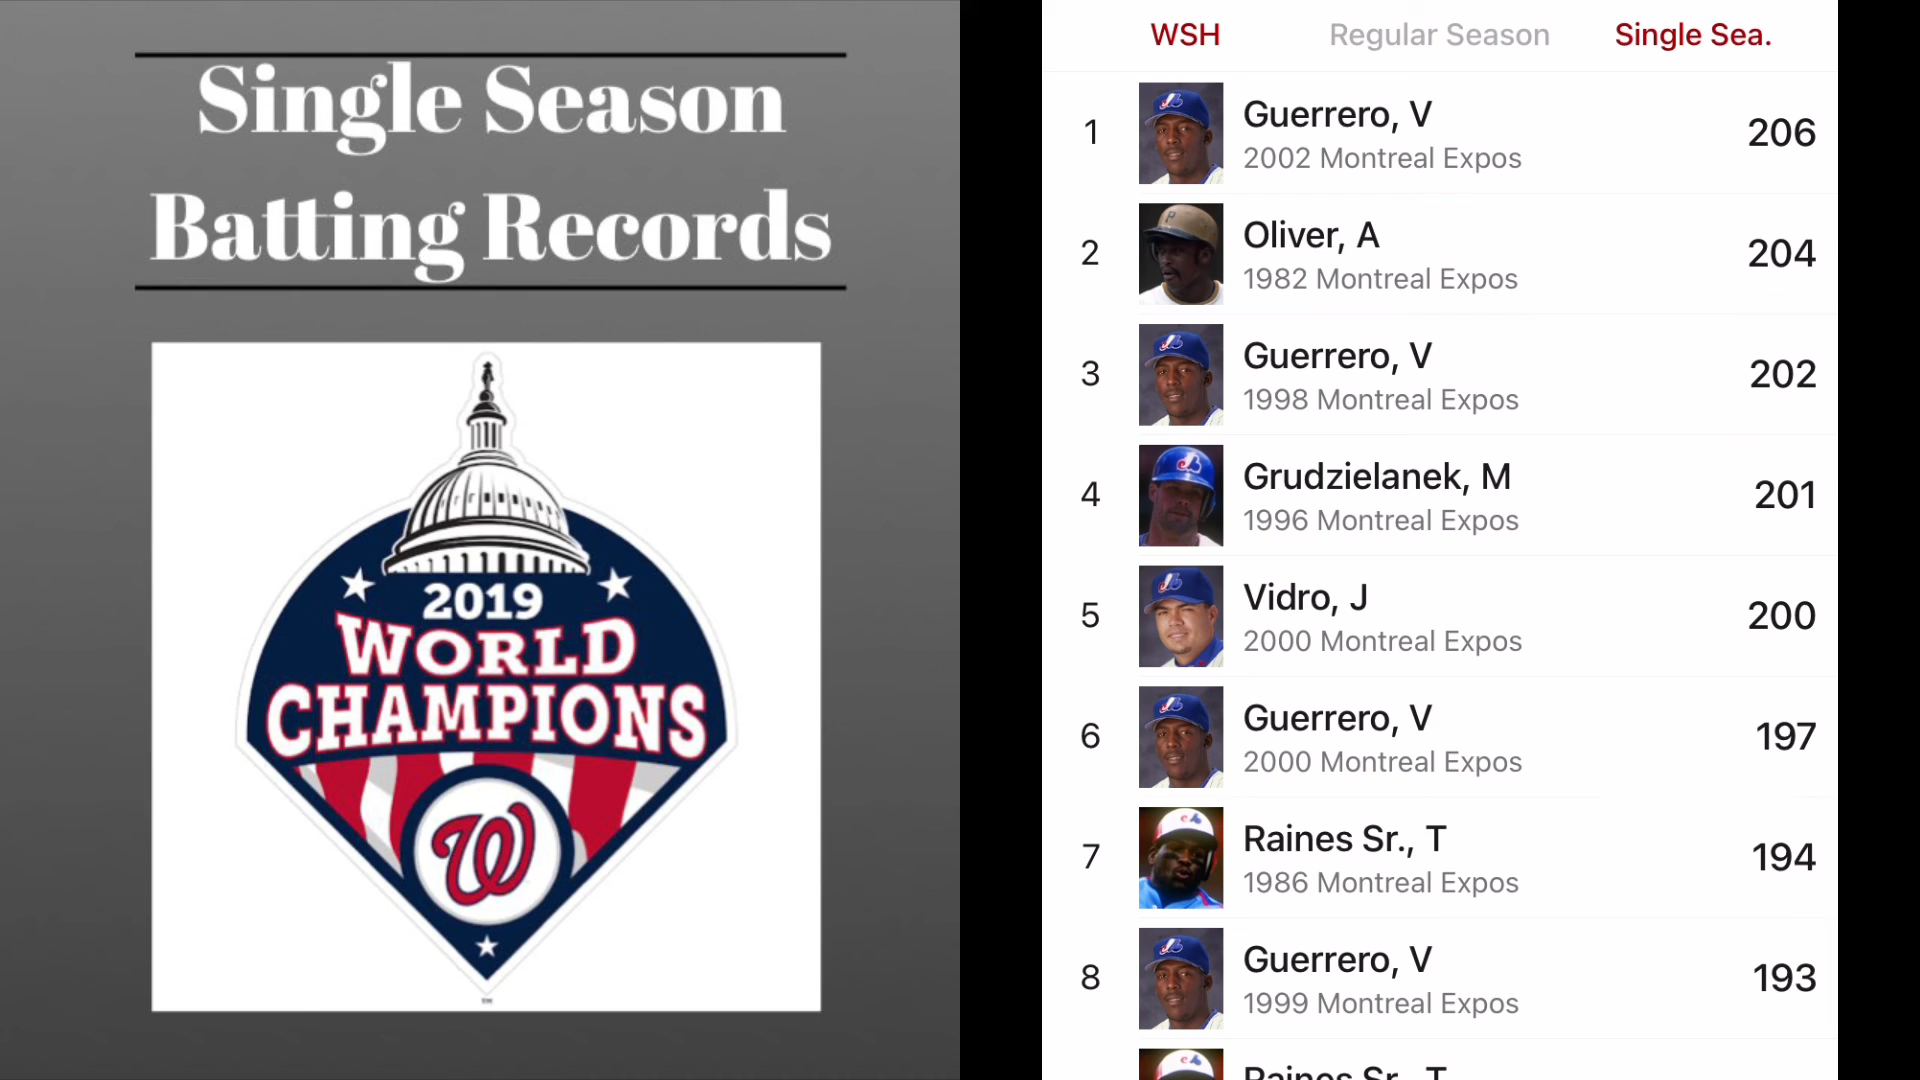 Single Season
Batting Records
2019
WORLD
CHAMPIONS
W
TM
WSH Regular Season Single Sea.
1 Guerrero, V 206
2002 Montreal Expos
2 Oliver, A 204
1982 Montreal Expos
3 Guerrero, V 202
1998 Montreal Expos
4 Grudzielanek, M 201
1996 Montreal Expos
5 Vidro, J 200
2000 Montreal Expos
6 Guerrero, V 197
2000 Montreal Expos
7 Raines Sr., T 194
1986 Montreal Expos
8 Guerrero, V 193
1999 Montreal Expos
Raines Sr., T